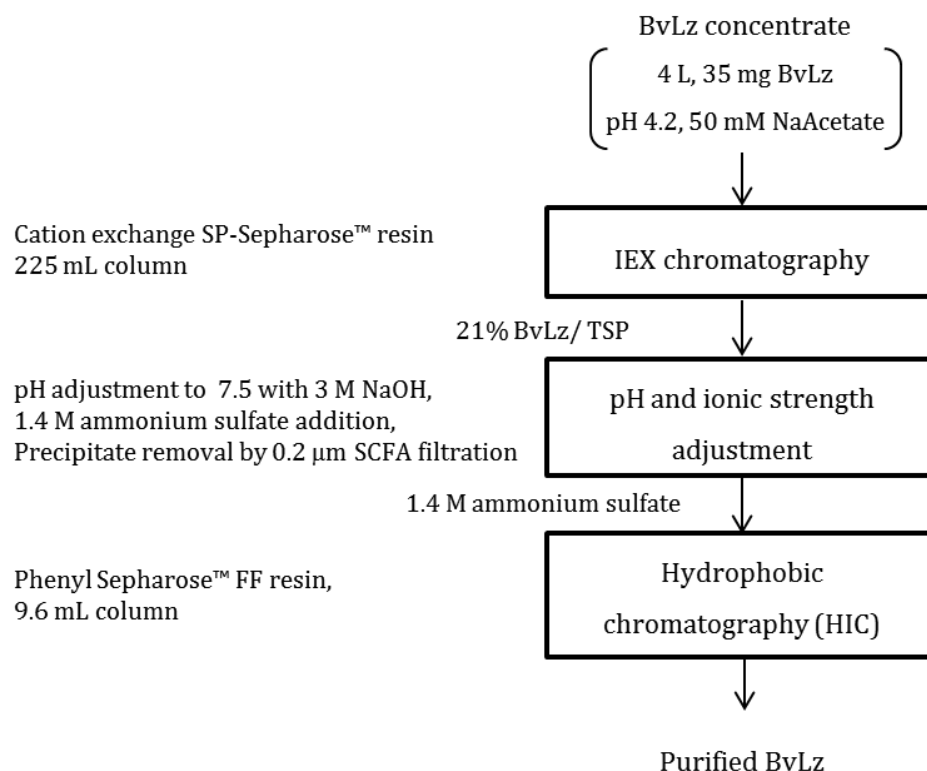 BvLz concentrate
4 L, 35 mg BvLz
pH 4.2, 50 mM NaAcetate
Cation exchange SP-Sepharose™ resin
225 mL column
IEX chromatography
21% BvLz/ TSP
pH adjustment to 7.5 with 3 M NaOH,
1.4 M ammonium sulfate addition,
Precipitate removal by 0.2 µm SCFA filtration
pH and ionic strength
adjustment
1.4 M ammonium sulfate
Phenyl Sepharose™ FF resin,
9.6 mL column
Hydrophobic
chromatography (HIC)
Purified BvLz